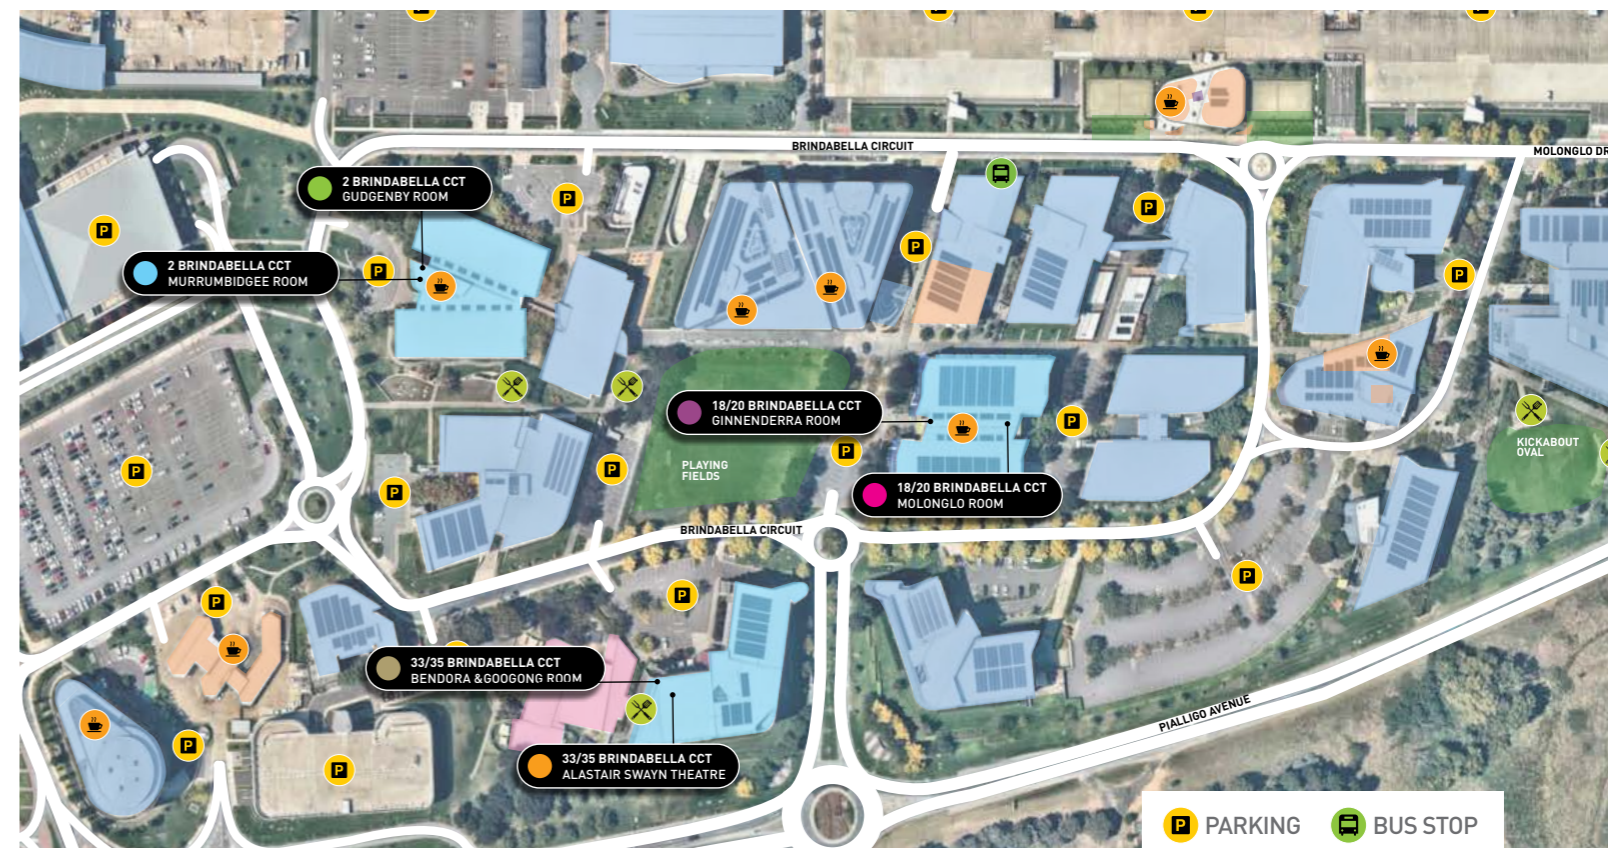 BRINDABELLA CIRCUIT
MOLONGLO DR
2 BRINDABELLA CCT
GUDGENBY ROOM
2 BRINDABELLA CCT
MURRUMBIDGEE ROOM
18/20 BRINDABELLA CCT
GINNENDERRA ROOM
KICKABOUT
OVAL
PLAYING
FIELDS
18/20 BRINDABELLA CCT
MOLONGLO ROOM
BRINDABELLA CIRCUIT
33/35 BRINDABELLA CCT
BENDORA &GOOGONG ROOM
PIALLIGO AVENUE
33/35 BRINDABELLA CCT
ALASTAIR SWAYN THEATRE
P PARKING
BUS STOP